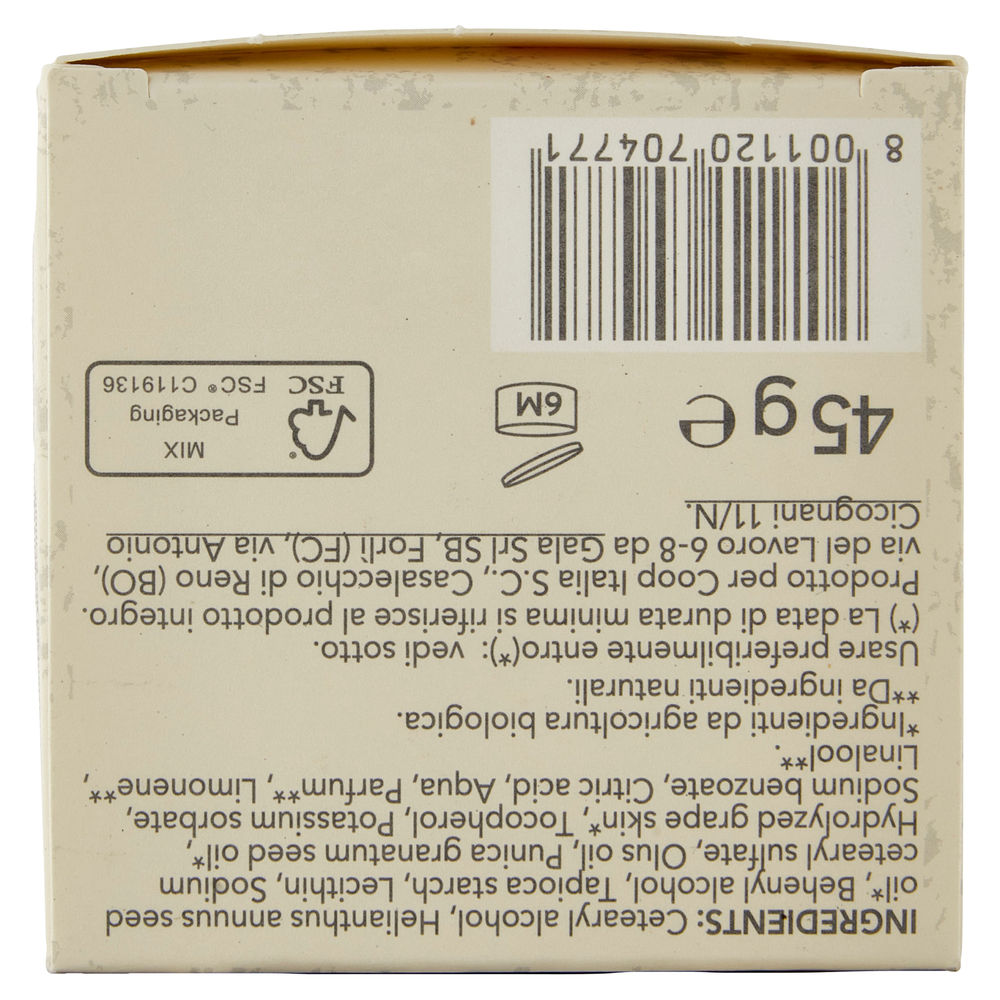 INGREDIENTS: Cetearyl alcohol, Helianthus annuus seed
oil*, Behenyl alcohol, Tapioca starch, Lecithin, Sodium
cetearyl sulfate, Olus oil, Punica granatum seed oil*,
Hydrolyzed grape skin*, Tocopherol, Potassium sorbate,
Sodium benzoate, Citric acid, Aqua, Parfum**, Limonene**,
Linalool**.
*Ingredienti da agricoltura biologica.
**Da ingredienti naturali.
Usare preferibilmente entro(*): vedi sotto.
(*) La data di durata minima si riferisce al prodotto integro.
Prodotto per Coop Italia S.C., Casalecchio di Reno (BO),
via del Lavoro 6-8 da Gala Srl SB, Forlì (FC), via Antonio
Cicognani 11/N.
45 g e
6M
MIX
Packaging
FSC
FSC® C119136
8 001120 704771